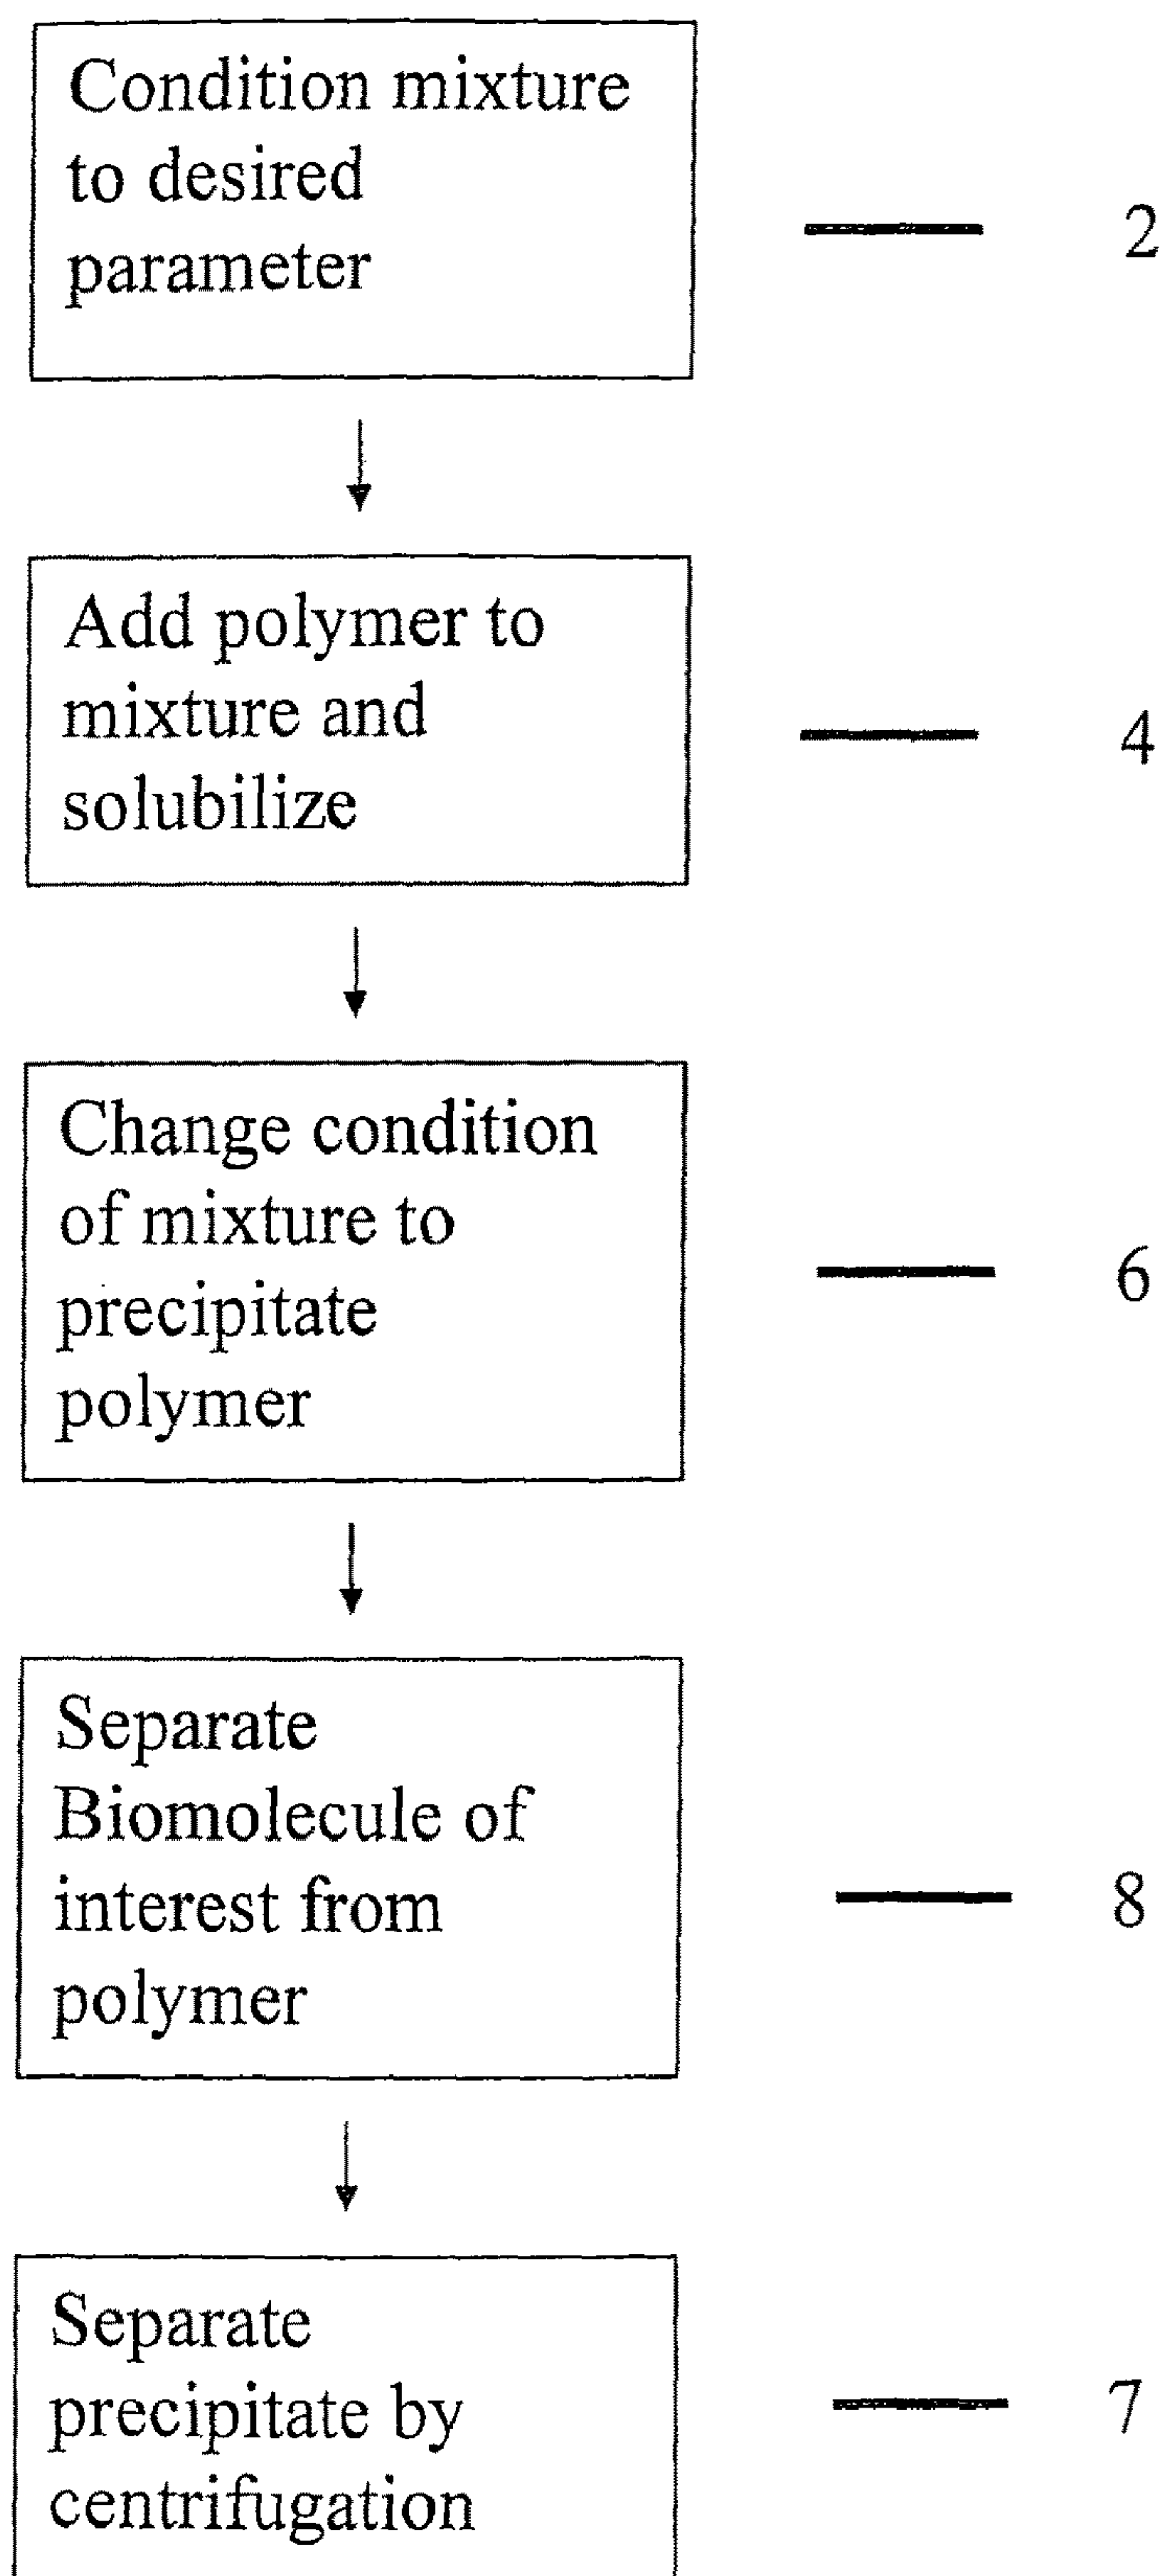 Condition mixture
to desired
parameter
2
Add polymer to
mixture and
solubilize
4
Change condition
of mixture to
precipitate
polymer
6
Separate
Biomolecule of
interest from
polymer
8
Separate
precipitate by
centrifugation
7